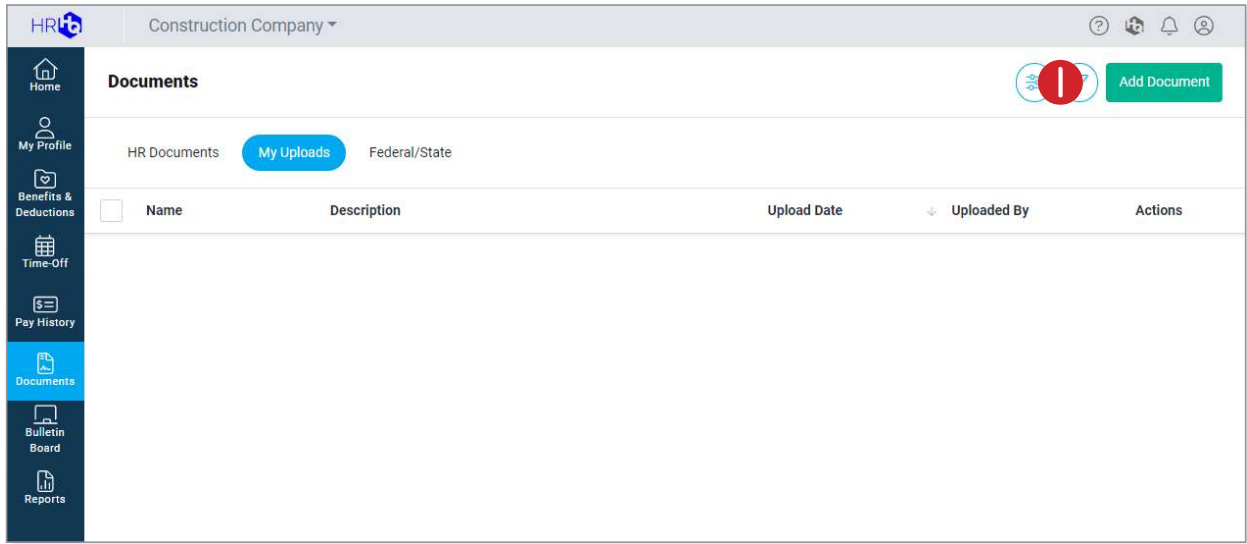 HR
Construction Company
Home
Documents
I
Add Document
My Profile
HR Documents My Uploads Federal/State
Benefits &
Deductions
Name Description Upload Date Uploaded By Actions
Time-Off
$
Pay History
Documents
Bulletin
Board
Reports